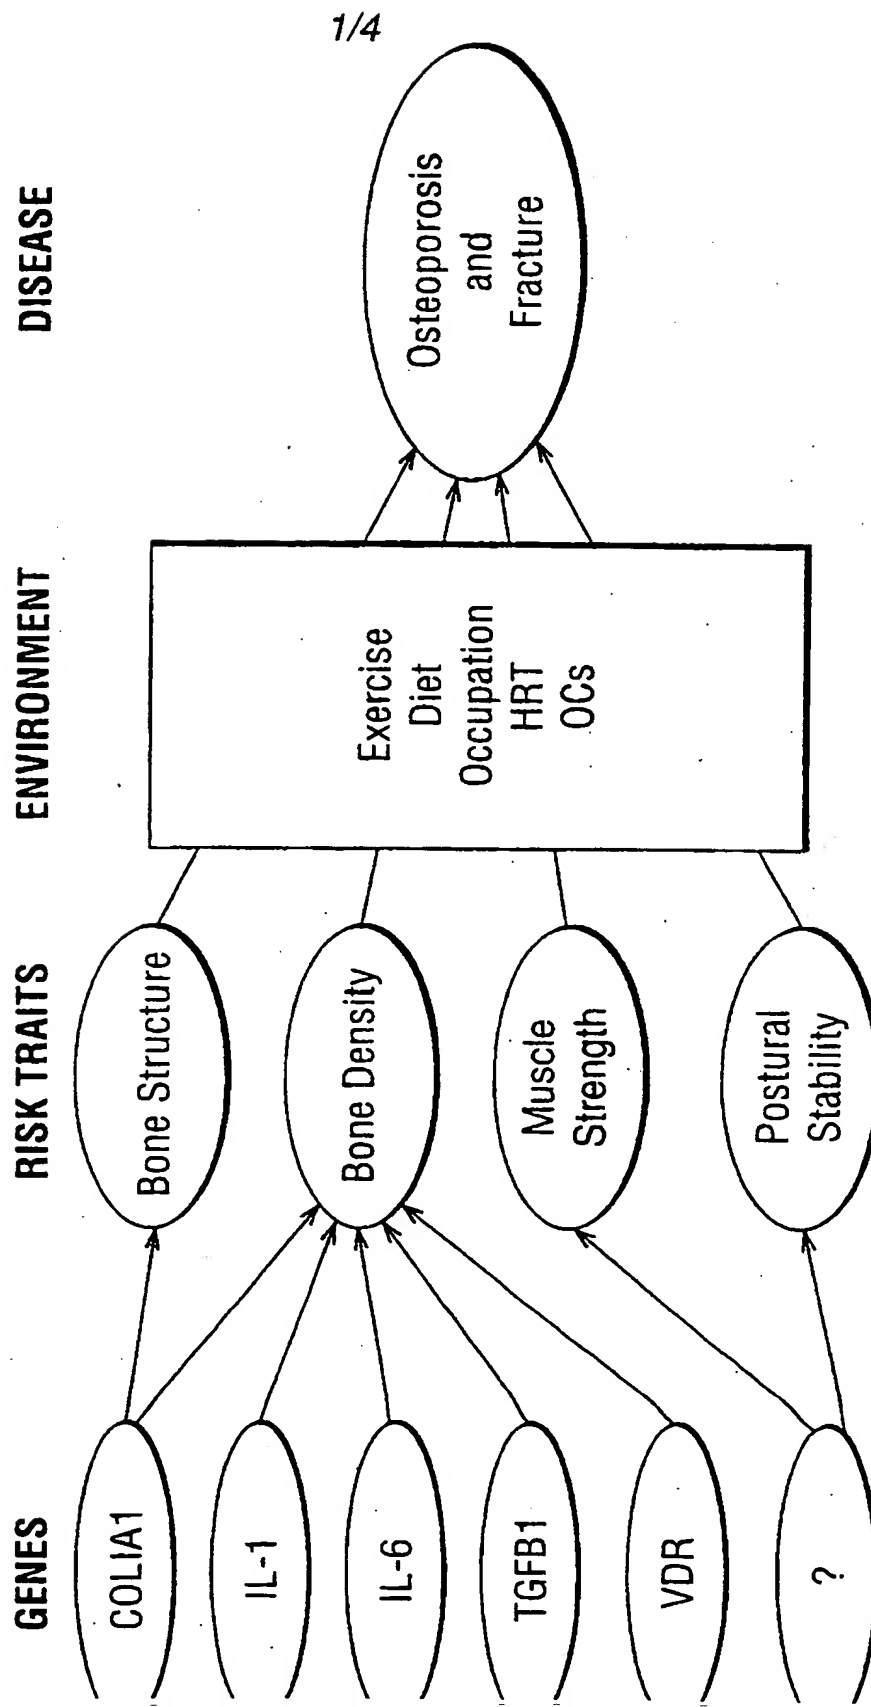 1/4
GENES
RISK TRAITS
ENVIRONMENT
DISEASE
COLIA1
IL-1
IL-6
TGFB1
VDR
?
Bone Structure
Bone Density
Muscle
Strength
Postural
Stability
Exercise
Diet
Occupation
HRT
OCs
Osteoporosis
and
Fracture